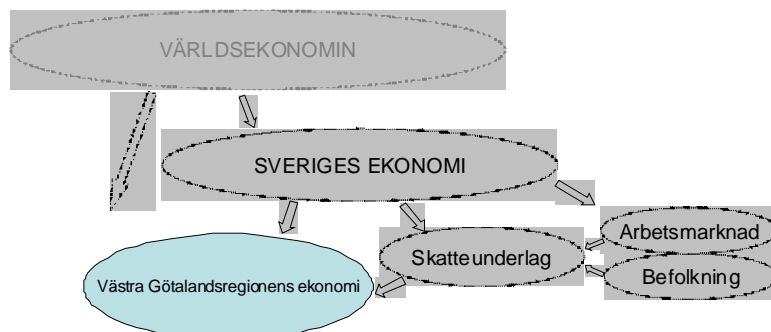 VÄRLDSEKONOMIN
SVERIGES EKONOMI
Arbetsmarknad
Skatteunderlag
Befolkning
Västra Götalandsregionens ekonomi